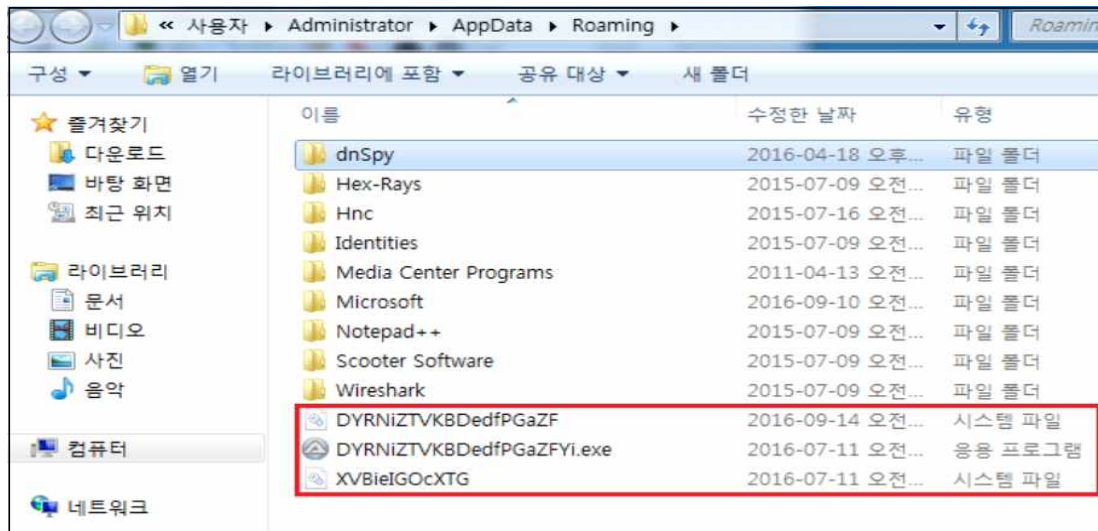 « 사용자 ▸ Administrator ▸ AppData ▸ Roaming ▸
구성 열기 라이브러리에 포함 공유 대상 새 폴더
즐겨찾기
다운로드
바탕 화면
최근 위치
라이브러리
문서
비디오
사진
음악
컴퓨터
네트워크
이름 수정한 날짜 유형
dnSpy 2016-04-18 오후... 파일 폴더
Hex-Rays 2015-07-09 오전... 파일 폴더
Hnc 2015-07-16 오전... 파일 폴더
Identities 2015-07-09 오전... 파일 폴더
Media Center Programs 2011-04-13 오전... 파일 폴더
Microsoft 2016-09-10 오전... 파일 폴더
Notepad++ 2015-07-09 오전... 파일 폴더
Scooter Software 2015-07-09 오전... 파일 폴더
Wireshark 2015-07-09 오전... 파일 폴더
DYRNiZTVKBDedfPGaZF 2016-09-14 오전... 시스템 파일
DYRNiZTVKBDedfPGaZFYi.exe 2016-07-11 오전... 응용 프로그램
XVBieIGOcXTG 2016-07-11 오전... 시스템 파일